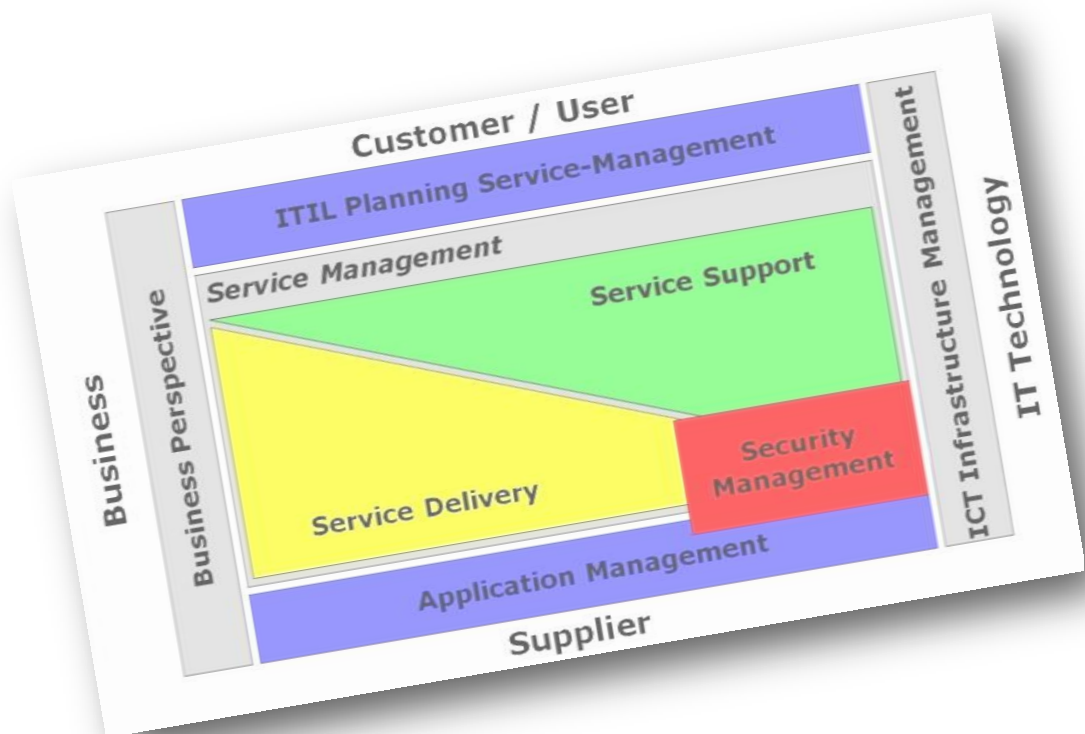 Customer / User
ITIL Planning Service-Management
Service Management
Service Support
Business
Business Perspective
Service Delivery
Security
Management
Application Management
Supplier
ICT Infrastructure Management
IT Technology